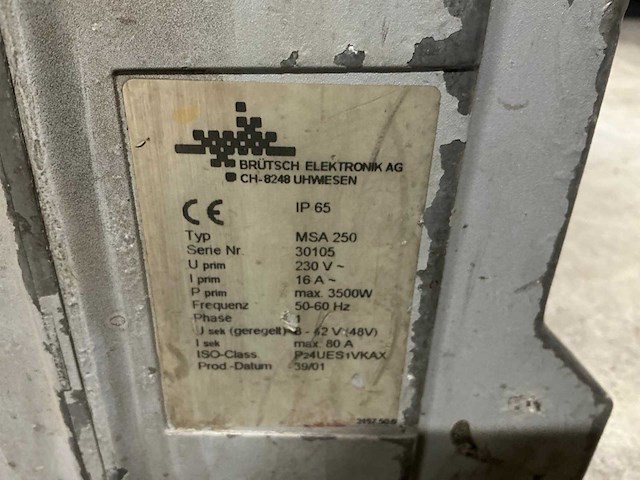 BRÜTSCH ELEKTRONIK AG
CH-8248 UHWIESEN
CE IP 65
Typ MSA 250
Serie Nr. 30105
U prim 230 V ~
I prim 16 A ~
P prim max. 3500W
Frequenz 50-60 Hz
Phase 1
U sek (geregelt) 8 - 62 V (48V)
I sek max. 80 A
ISO-Class. P24UES1VKAX
Prod.-Datum 39/01